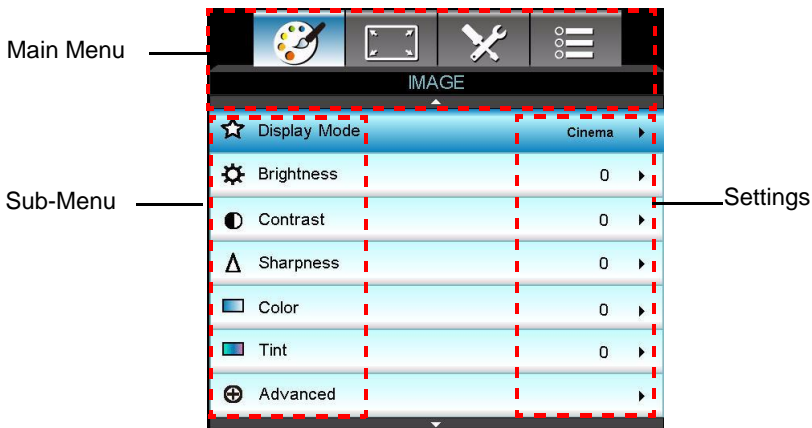 Main Menu
IMAGE
Display Mode Cinema
Brightness 0
Sub-Menu
Settings
Contrast 0
Sharpness 0
Color 0
Tint 0
Advanced